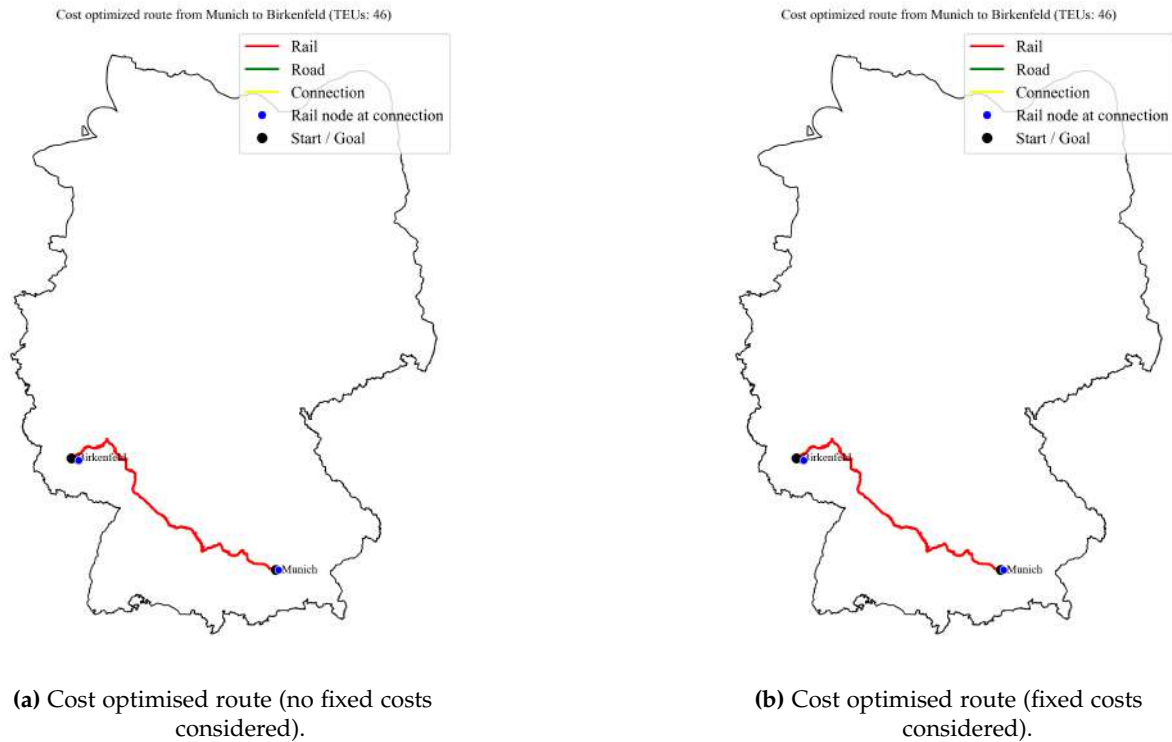 Cost optimized route from Munich to Birkenfeld (TEUs: 46)
Rail
Road
Connection
Rail node at connection
Start / Goal
Birkenfeld
Munich
(a) Cost optimised route (no fixed costs
considered).
Cost optimized route from Munich to Birkenfeld (TEUs: 46)
Rail
Road
Connection
Rail node at connection
Start / Goal
Birkenfeld
Munich
(b) Cost optimised route (fixed costs
considered).